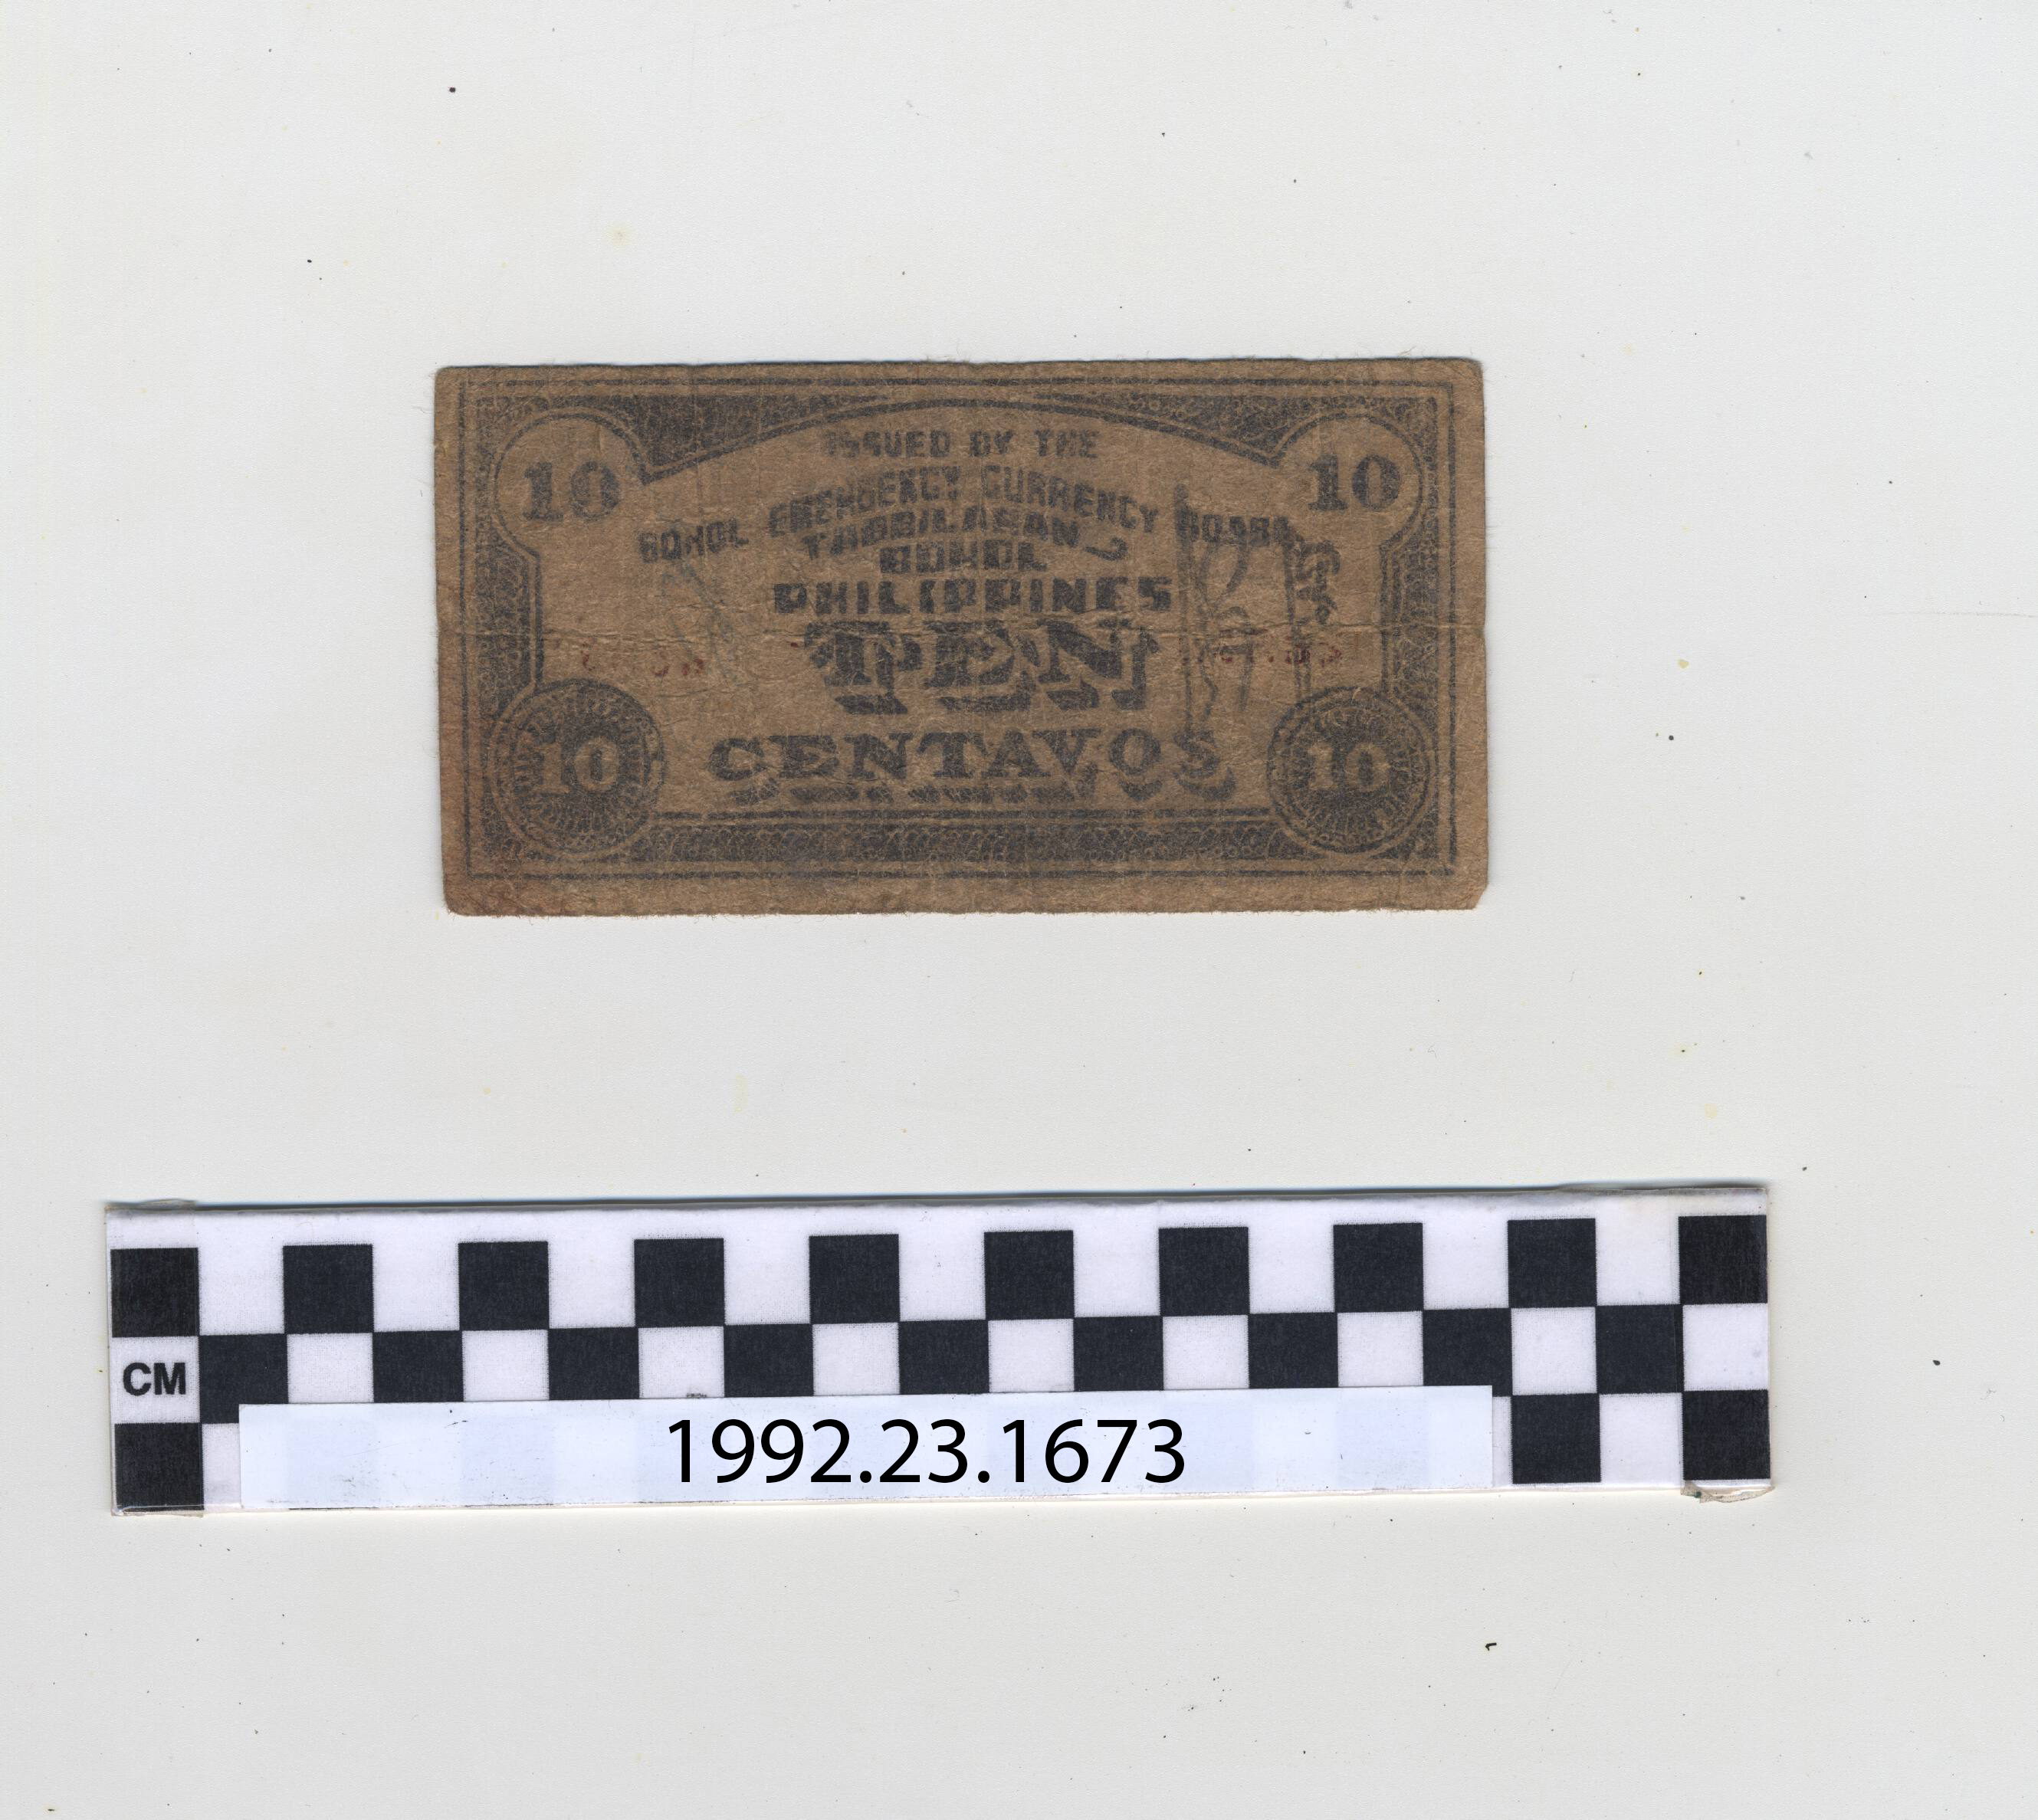 10 10
ISSUED BY THE
BOHOL EMERGENCY CURRENCY BOARD
TAGBILARAN
BOHOL
PHILIPPINES
TEN
CENTAVOS
10 10
CM
1992.23.1673